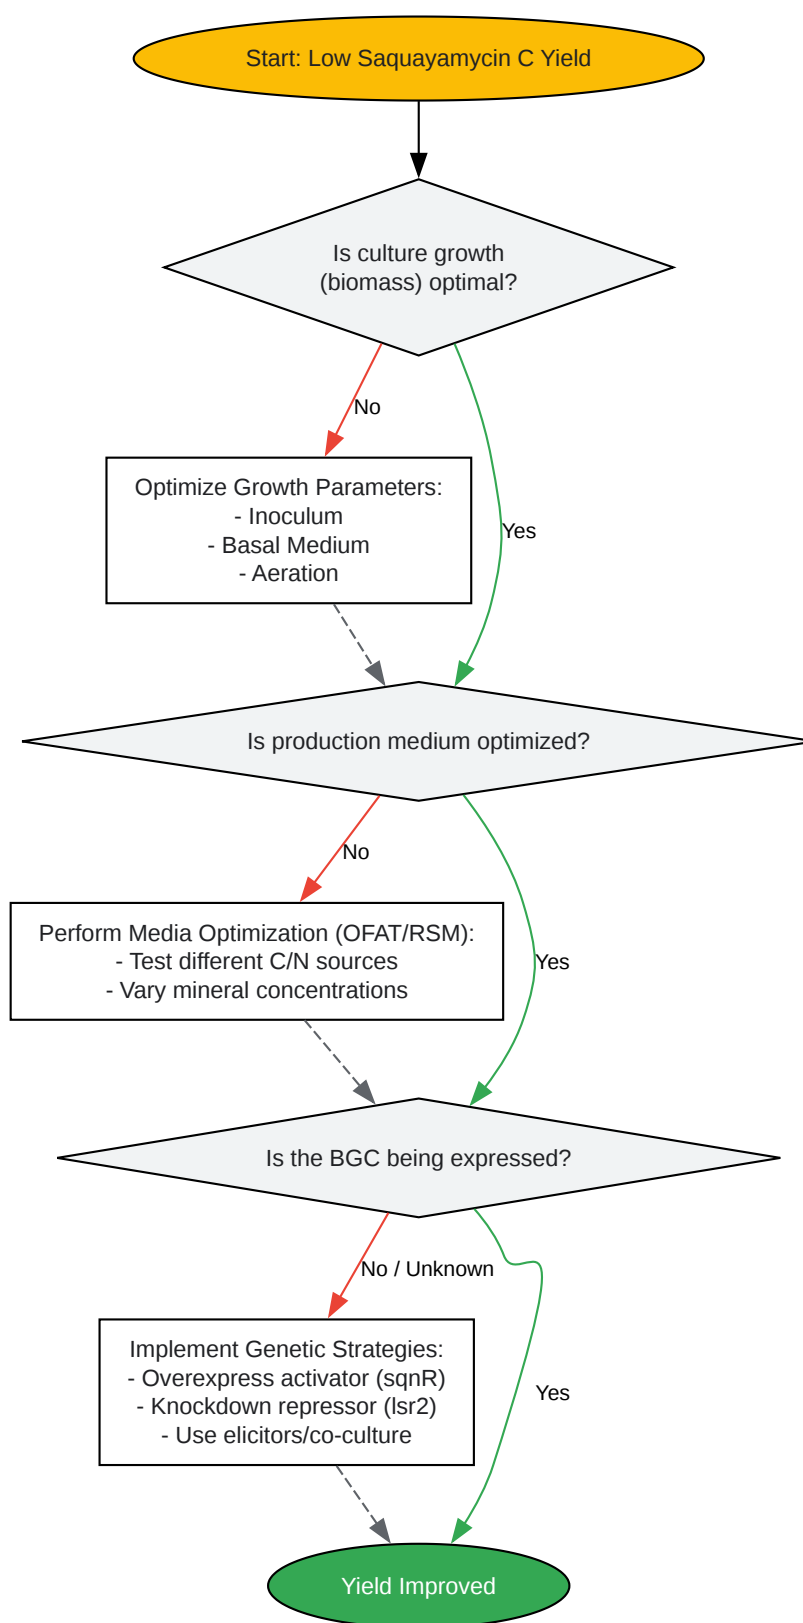 Start: Low Saquayamycin C Yield
Is culture growth
(biomass) optimal?
No
Optimize Growth Parameters:
- Inoculum
- Basal Medium
- Aeration
Yes
Is production medium optimized?
No
Perform Media Optimization (OFAT/RSM):
- Test different C/N sources
- Vary mineral concentrations
Yes
Is the BGC being expressed?
No / Unknown
Implement Genetic Strategies:
- Overexpress activator (sqnR)
- Knockdown repressor (lsr2)
- Use elicitors/co-culture
Yes
Yield Improved